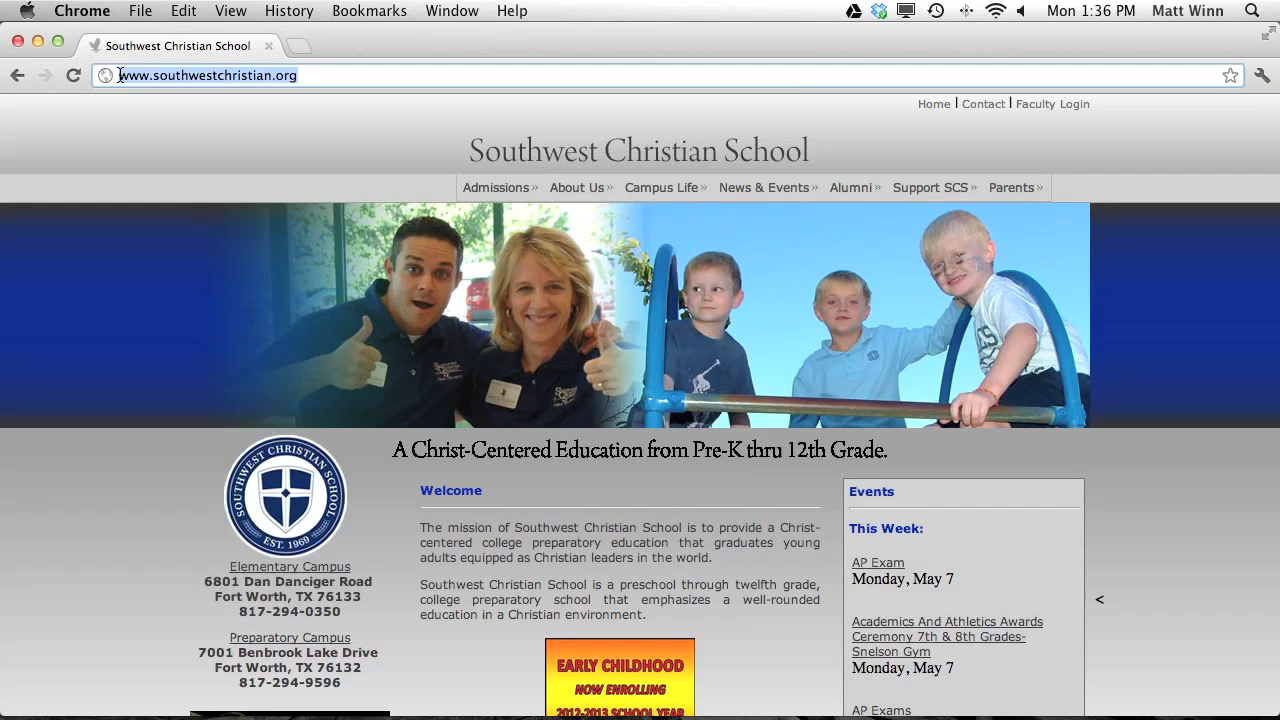 Chrome File Edit View History Bookmarks Window Help
Mon 1:36 PM Matt Winn
Southwest Christian School
www.southwestchristian.org
Home | Contact | Faculty Login
Southwest Christian School
Admissions» About Us» Campus Life» News & Events» Alumni» Support SCS» Parents»
A Christ-Centered Education from Pre-K thru 12th Grade.
SOUTHWEST CHRISTIAN SCHOOL
EST. 1969
Elementary Campus
6801 Dan Danciger Road
Fort Worth, TX 76133
817-294-0350
Preparatory Campus
7001 Benbrook Lake Drive
Fort Worth, TX 76132
817-294-9596
Welcome
The mission of Southwest Christian School is to provide a Christ-
centered college preparatory education that graduates young
adults equipped as Christian leaders in the world.
Southwest Christian School is a preschool through twelfth grade,
college preparatory school that emphasizes a well-rounded
education in a Christian environment.
EARLY CHILDHOOD
NOW ENROLLING
2012-2013 SCHOOL YEAR
Events
This Week:
AP Exam
Monday, May 7
Academics And Athletics Awards
Ceremony 7th & 8th Grades-
Snelson Gym
Monday, May 7
AP Exams
<